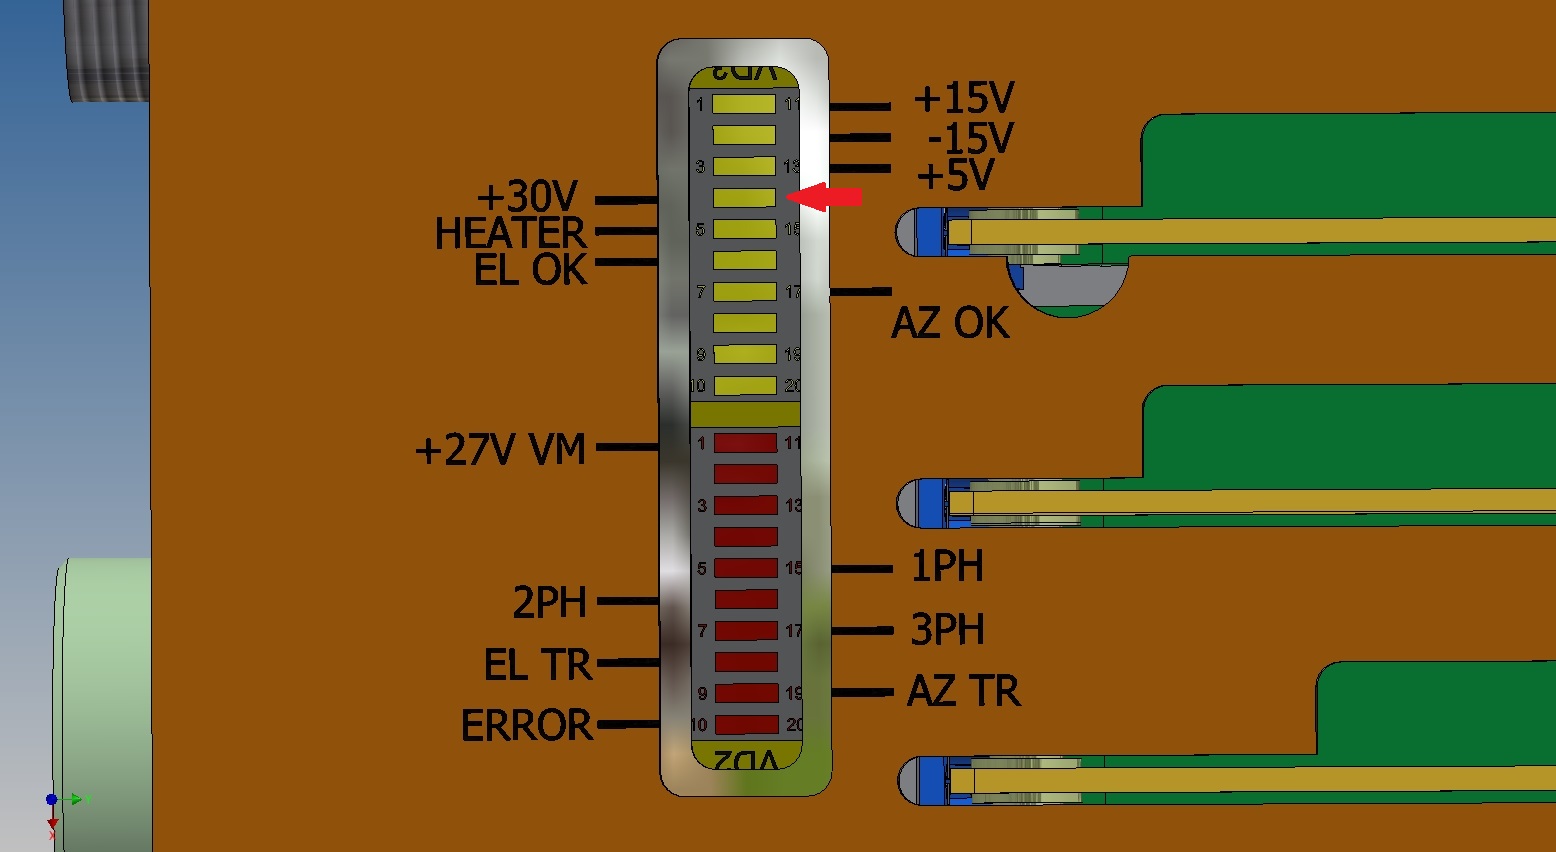 VD3
1 11 +15V
-15V
3 13 +5V
+30V
HEATER 5 15
EL OK
7 17 AZ OK
9 19
10 20
+27V VM 1 11
3 13
5 15 1PH
2PH
7 17 3PH
EL TR
9 19 AZ TR
ERROR 10 20
VD2
Y
X